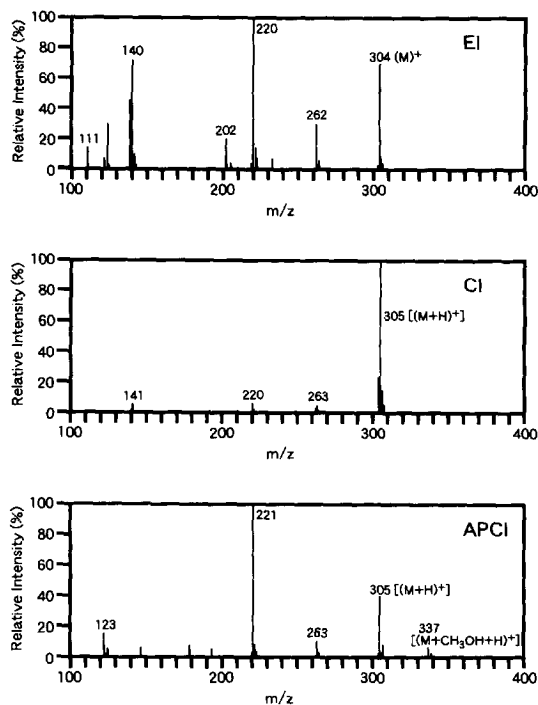 100
80
60
40
20
0
Relative Intensity (%)
111
140
202
220
262
304 (M)+
EI
100 200 300 400
m/z
100
80
60
40
20
0
Relative Intensity (%)
141
220
263
305 [(M+H)+]
CI
100 200 300 400
m/z
100
80
60
40
20
0
Relative Intensity (%)
123
221
263
305 [(M+H)+]
337
[(M+CH₃OH+H)+]
APCI
100 200 300 400
m/z